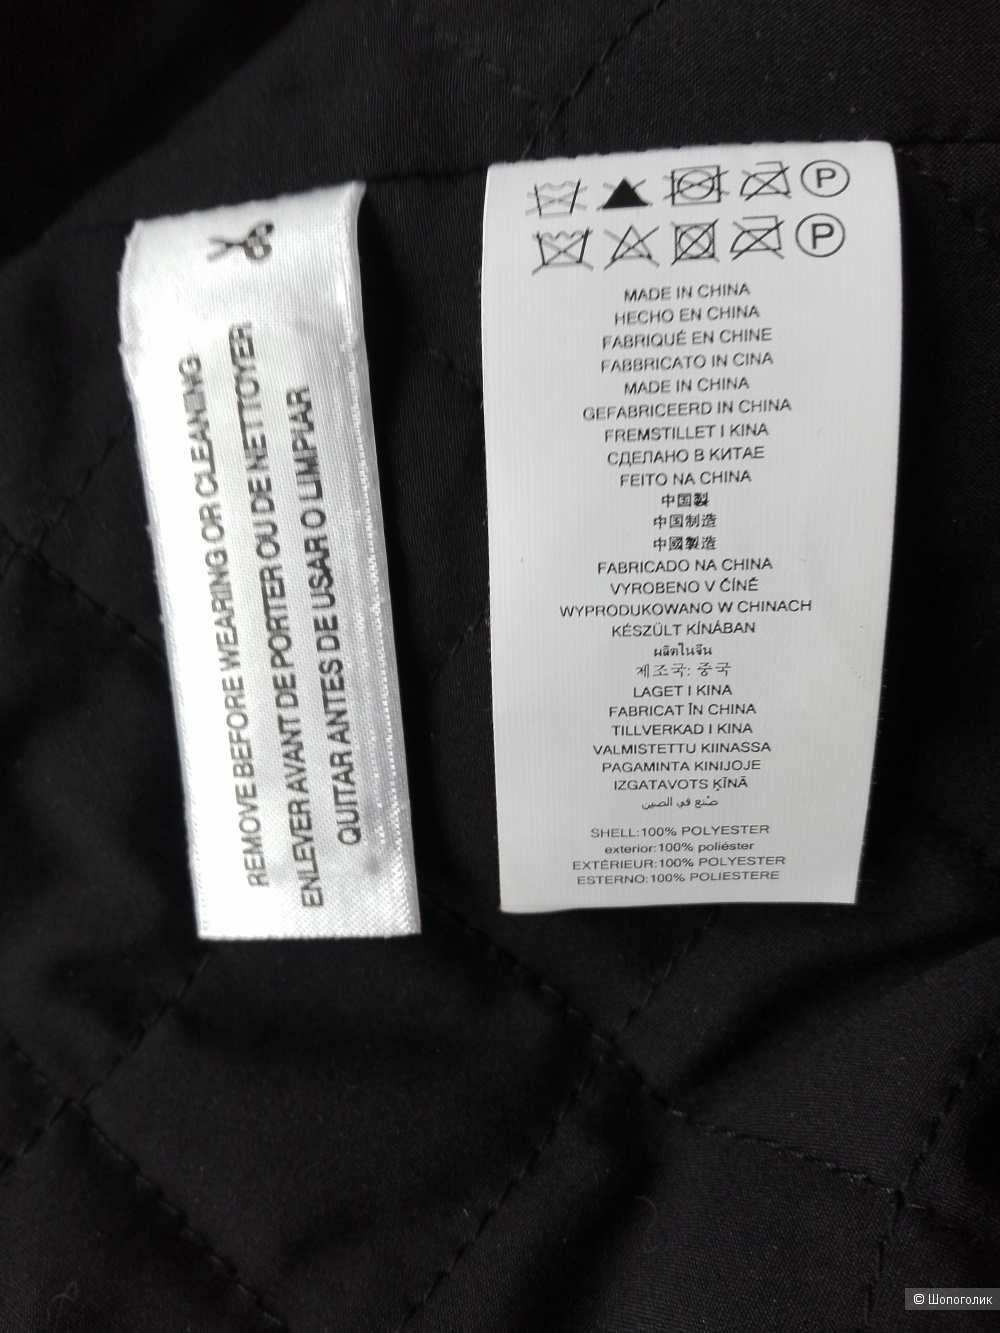 REMOVE BEFORE WEARING OR CLEANING
ENLEVER AVANT DE PORTER OU DE NETTOYER
QUITAR ANTES DE USAR O LIMPIAR
P
P
MADE IN CHINA
HECHO EN CHINA
FABRIQUÉ EN CHINE
FABBRICATO IN CINA
MADE IN CHINA
GEFABRICEERD IN CHINA
FREMSTILLET I KINA
СДЕЛАНО В КИТАЕ
FEITO NA CHINA
中国製
中国制造
中國製造
FABRICADO NA CHINA
VYROBENO V ČÍNĚ
WYPRODUKOWANO W CHINACH
KÉSZÜLT KÍNÁBAN
ผลิตในจีน
제조국: 중국
LAGET I KINA
FABRICAT ÎN CHINA
TILLVERKAD I KINA
VALMISTETTU KIINASSA
PAGAMINTA KINIJOJE
IZGATAVOTS ĶĪNĀ
صُنع في الصين
SHELL:100% POLYESTER
exterior:100% poliéster
EXTÉRIEUR:100% POLYESTER
ESTERNO:100% POLIESTERE
© Шопоголик